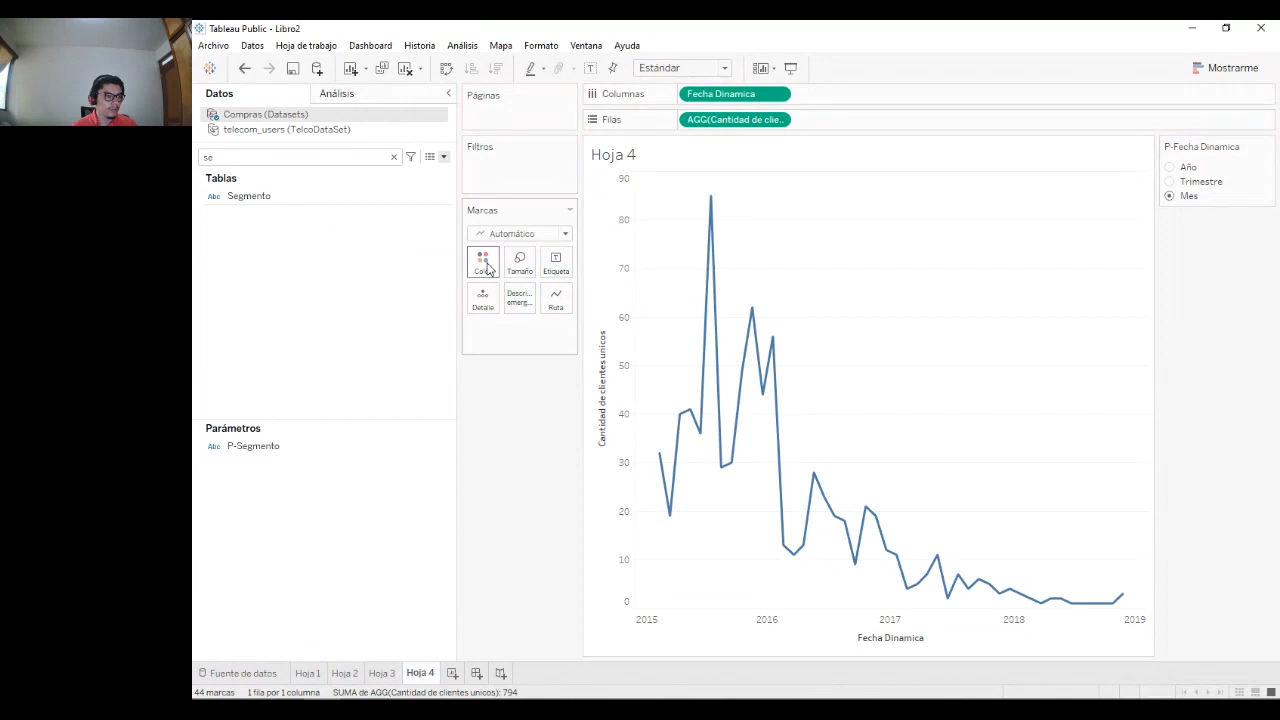 Tableau Public - Libro2
Archivo Datos Hoja de trabajo Dashboard Historia Análisis Mapa Formato Ventana Ayuda
Estándar
Mostrarme
Datos Análisis
Compras (Datasets)
telecom_users (TelcoDataSet)
se
Tablas
Abc Segmento
Parámetros
Abc P-Segmento
Páginas
Filtros
Marcas
Automático
Tamaño Etiqueta
Detalle Descri... emerg... Ruta
Columnas Fecha Dinamica
Filas AGG(Cantidad de clie..
Hoja 4
90
80
70
60
50
40
30
20
10
0
Cantidad de clientes unicos
2015 2016 2017 2018 2019
Fecha Dinamica
P-Fecha Dinamica
Año
Trimestre
Mes
Fuente de datos Hoja 1 Hoja 2 Hoja 3 Hoja 4
44 marcas 1 fila por 1 columna SUMA de AGG(Cantidad de clientes unicos): 794